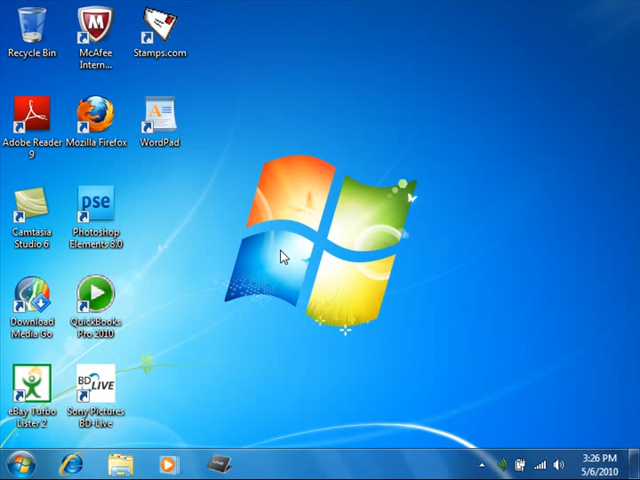 Recycle Bin
McAfee
Intern...
Stamps.com
Adobe Reader
9
Mozilla Firefox
WordPad
Camtasia
Studio 6
pse
Photoshop
Elements 8.0
Download
Media Go
QuickBooks
Pro 2010
eBay Turbo
Lister 2
BD LIVE
Sony Pictures
BD-Live
3:26 PM
5/6/2010